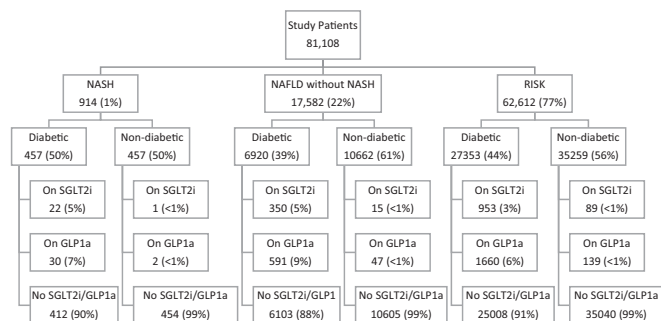 Study Patients
81,108
NASH
914 (1%)
NAFLD without NASH
17,582 (22%)
RISK
62,612 (77%)
Diabetic
457 (50%)
Non-diabetic
457 (50%)
Diabetic
6920 (39%)
Non-diabetic
10662 (61%)
Diabetic
27353 (44%)
Non-diabetic
35259 (56%)
On SGLT2i
22 (5%)
On SGLT2i
1 (<1%)
On SGLT2i
350 (5%)
On SGLT2i
15 (<1%)
On SGLT2i
953 (3%)
On SGLT2i
89 (<1%)
On GLP1a
30 (7%)
On GLP1a
2 (<1%)
On GLP1a
591 (9%)
On GLP1a
47 (<1%)
On GLP1a
1660 (6%)
On GLP1a
139 (<1%)
No SGLT2i/GLP1a
412 (90%)
No SGLT2i/GLP1a
454 (99%)
No SGLT2i/GLP1
6103 (88%)
No SGLT2i/GLP1a
10605 (99%)
No SGLT2i/GLP1a
25008 (91%)
No SGLT2i/GLP1a
35040 (99%)